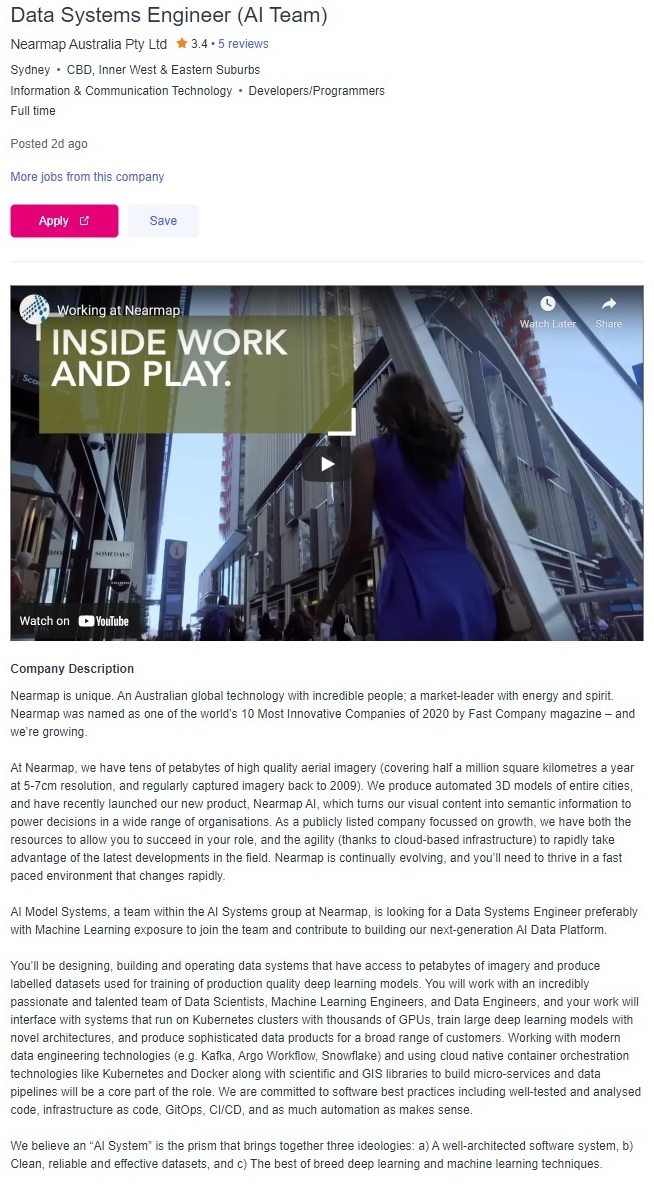 Data Systems Engineer (AI Team)
Nearmap Australia Pty Ltd ★ 3.4 • 5 reviews
Sydney • CBD, Inner West & Eastern Suburbs
Information & Communication Technology • Developers/Programmers
Full time
Posted 2d ago
More jobs from this company
Apply
Save
Working at Nearmap
Watch Later
Share
INSIDE WORK
AND PLAY.
SOMEDAYS
Watch on YouTube
Company Description
Nearmap is unique. An Australian global technology with incredible people; a market-leader with energy and spirit.
Nearmap was named as one of the world's 10 Most Innovative Companies of 2020 by Fast Company magazine – and
we're growing.
At Nearmap, we have tens of petabytes of high quality aerial imagery (covering half a million square kilometres a year
at 5-7cm resolution, and regularly captured imagery back to 2009). We produce automated 3D models of entire cities,
and have recently launched our new product, Nearmap AI, which turns our visual content into semantic information to
power decisions in a wide range of organisations. As a publicly listed company focussed on growth, we have both the
resources to allow you to succeed in your role, and the agility (thanks to cloud-based infrastructure) to rapidly take
advantage of the latest developments in the field. Nearmap is continually evolving, and you'll need to thrive in a fast
paced environment that changes rapidly.
AI Model Systems, a team within the AI Systems group at Nearmap, is looking for a Data Systems Engineer preferably
with Machine Learning exposure to join the team and contribute to building our next-generation AI Data Platform.
You'll be designing, building and operating data systems that have access to petabytes of imagery and produce
labelled datasets used for training of production quality deep learning models. You will work with an incredibly
passionate and talented team of Data Scientists, Machine Learning Engineers, and Data Engineers, and your work will
interface with systems that run on Kubernetes clusters with thousands of GPUs, train large deep learning models with
novel architectures, and produce sophisticated data products for a broad range of customers. Working with modern
data engineering technologies (e.g. Kafka, Argo Workflow, Snowflake) and using cloud native container orchestration
technologies like Kubernetes and Docker along with scientific and GIS libraries to build micro-services and data
pipelines will be a core part of the role. We are committed to software best practices including well-tested and analysed
code, infrastructure as code, GitOps, CI/CD, and as much automation as makes sense.
We believe an “AI System” is the prism that brings together three ideologies: a) A well-architected software system, b)
Clean, reliable and effective datasets, and c) The best of breed deep learning and machine learning techniques.